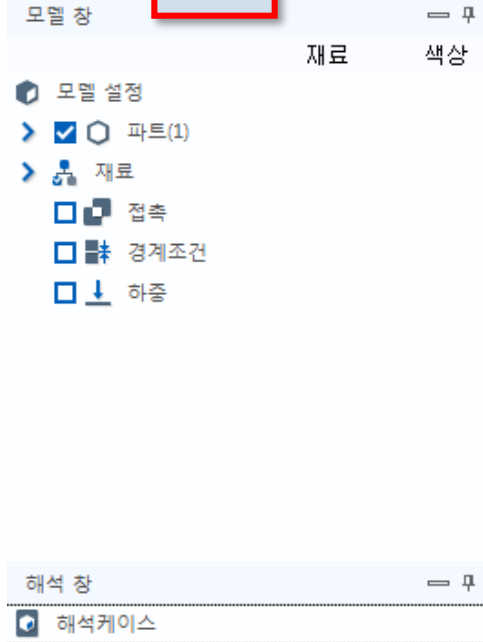 모델 창
재료 색상
모델 설정
파트(1)
재료
접촉
경계조건
하중
해석 창
해석케이스